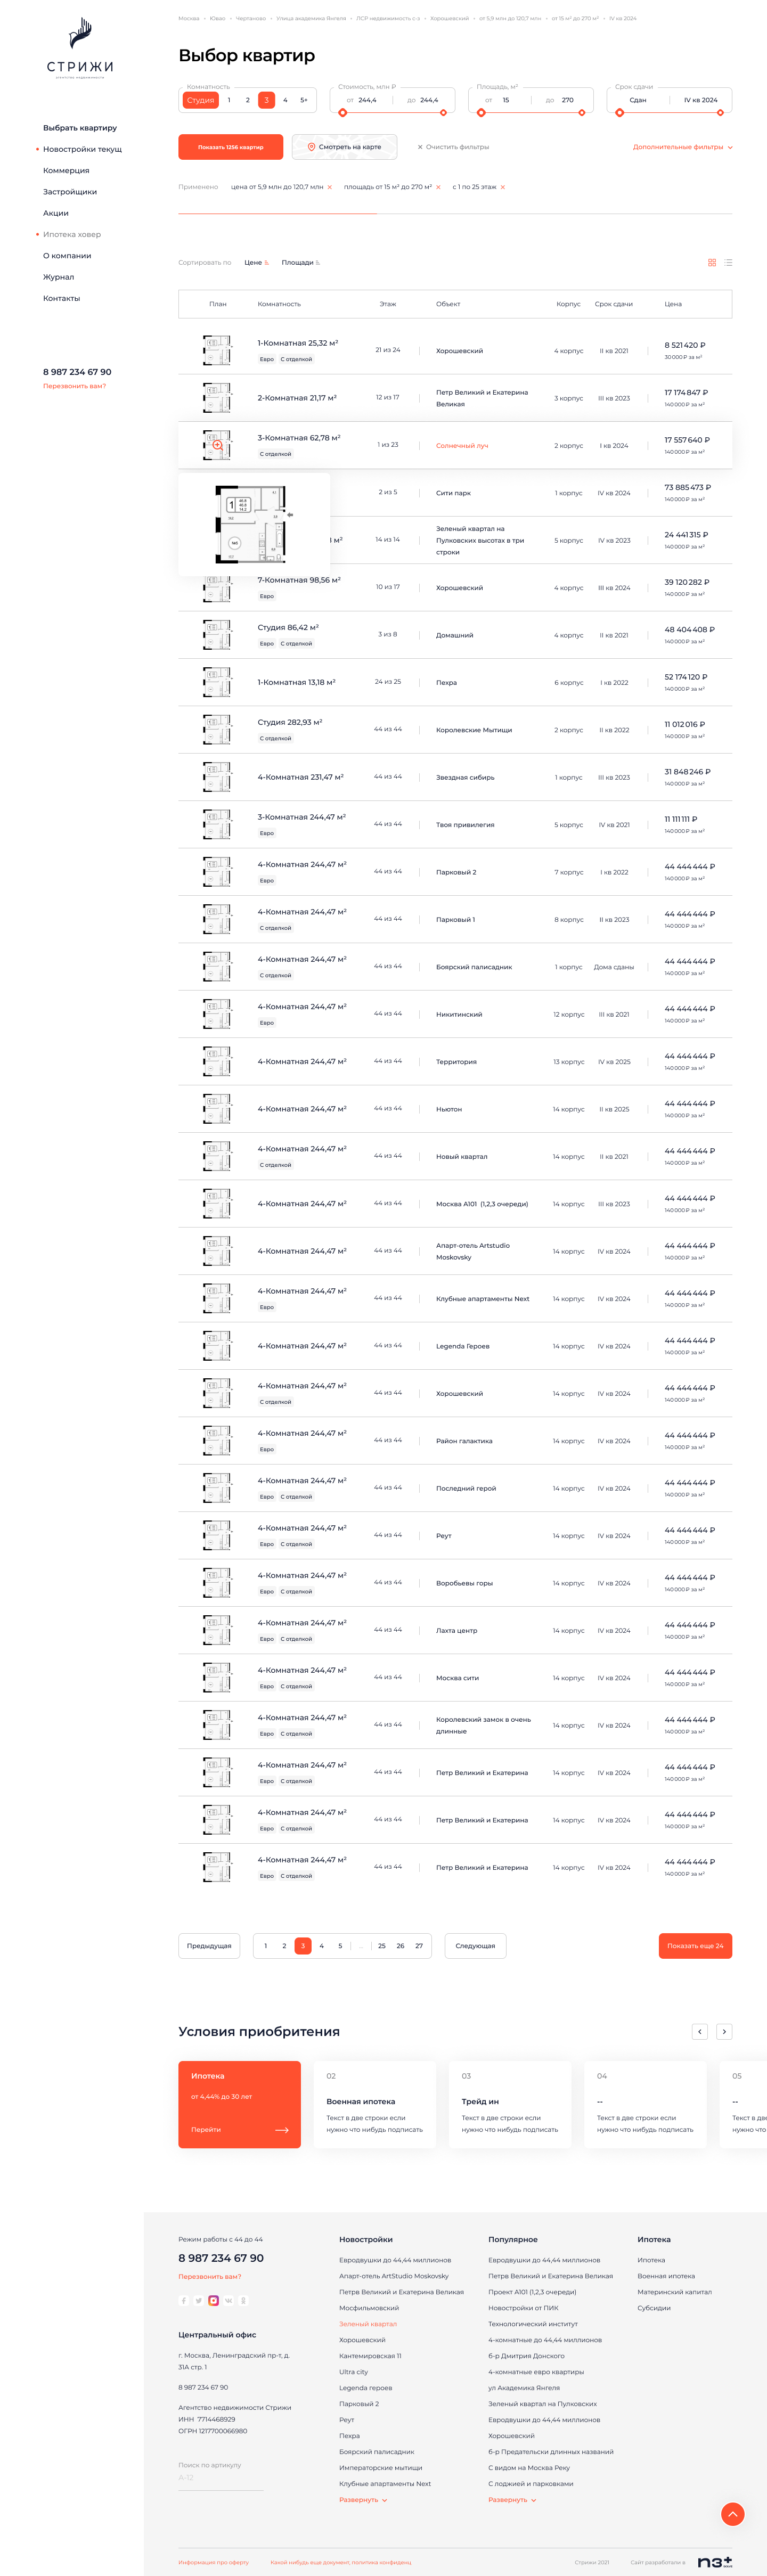 СТРИЖИ
АГЕНТСТВО НЕДВИЖИМОСТИ
Выбрать квартиру
Новостройки текущ
Коммерция
Застройщики
Акции
Ипотека ховер
О компании
Журнал
Контакты
8 987 234 67 90
Перезвонить вам?
Москва • Ювао • Чертаново • Улица академика Янгеля • ЛСР недвижимость с-з • Хорошевский • от 5,9 млн до 120,7 млн • от 15 м² до 270 м² • IV кв 2024
Выбор квартир
Комнатность
Студия 1 2 3 4 5+
Стоимость, млн ₽
от 244,4 до 244,4
Площадь, м²
от 15 до 270
Срок сдачи
Сдан IV кв 2024
Показать 1256 квартир
Смотреть на карте
Очистить фильтры
Дополнительные фильтры
Применено цена от 5,9 млн до 120,7 млн площадь от 15 м² до 270 м² с 1 по 25 этаж
Сортировать по Цене Площади
План Комнатность Этаж Объект Корпус Срок сдачи Цена
1-Комнатная 25,32 м² Евро С отделкой 21 из 24 Хорошевский 4 корпус II кв 2021 8 521 420 ₽ 30 000 ₽ за м²
2-Комнатная 21,17 м² 12 из 17 Петр Великий и Екатерина Великая 3 корпус III кв 2023 17 174 847 ₽ 140 000 ₽ за м²
3-Комнатная 62,78 м² С отделкой 1 из 23 Солнечный луч 2 корпус I кв 2024 17 557 640 ₽ 140 000 ₽ за м²
2 из 5 Сити парк 1 корпус IV кв 2024 73 885 473 ₽ 140 000 ₽ за м²
1 м² 14 из 14 Зеленый квартал на Пулковских высотах в три строки 5 корпус IV кв 2023 24 441 315 ₽ 140 000 ₽ за м²
7-Комнатная 98,56 м² Евро 10 из 17 Хорошевский 4 корпус III кв 2024 39 120 282 ₽ 140 000 ₽ за м²
Студия 86,42 м² Евро С отделкой 3 из 8 Домашний 4 корпус II кв 2021 48 404 408 ₽ 140 000 ₽ за м²
1-Комнатная 13,18 м² 24 из 25 Пехра 6 корпус I кв 2022 52 174 120 ₽ 140 000 ₽ за м²
Студия 282,93 м² С отделкой 44 из 44 Королевские Мытищи 2 корпус II кв 2022 11 012 016 ₽ 140 000 ₽ за м²
4-Комнатная 231,47 м² 44 из 44 Звездная сибирь 1 корпус III кв 2023 31 848 246 ₽ 140 000 ₽ за м²
3-Комнатная 244,47 м² Евро 44 из 44 Твоя привилегия 5 корпус IV кв 2021 11 111 111 ₽ 140 000 ₽ за м²
4-Комнатная 244,47 м² Евро 44 из 44 Парковый 2 7 корпус I кв 2022 44 444 444 ₽ 140 000 ₽ за м²
4-Комнатная 244,47 м² С отделкой 44 из 44 Парковый 1 8 корпус II кв 2023 44 444 444 ₽ 140 000 ₽ за м²
4-Комнатная 244,47 м² С отделкой 44 из 44 Боярский палисадник 1 корпус Дома сданы 44 444 444 ₽ 140 000 ₽ за м²
4-Комнатная 244,47 м² Евро 44 из 44 Никитинский 12 корпус III кв 2021 44 444 444 ₽ 140 000 ₽ за м²
4-Комнатная 244,47 м² 44 из 44 Территория 13 корпус IV кв 2025 44 444 444 ₽ 140 000 ₽ за м²
4-Комнатная 244,47 м² 44 из 44 Ньютон 14 корпус II кв 2025 44 444 444 ₽ 140 000 ₽ за м²
4-Комнатная 244,47 м² С отделкой 44 из 44 Новый квартал 14 корпус II кв 2021 44 444 444 ₽ 140 000 ₽ за м²
4-Комнатная 244,47 м² 44 из 44 Москва А101 (1,2,3 очереди) 14 корпус III кв 2023 44 444 444 ₽ 140 000 ₽ за м²
4-Комнатная 244,47 м² 44 из 44 Апарт-отель Artstudio Moskovsky 14 корпус IV кв 2024 44 444 444 ₽ 140 000 ₽ за м²
4-Комнатная 244,47 м² Евро 44 из 44 Клубные апартаменты Next 14 корпус IV кв 2024 44 444 444 ₽ 140 000 ₽ за м²
4-Комнатная 244,47 м² 44 из 44 Legenda Героев 14 корпус IV кв 2024 44 444 444 ₽ 140 000 ₽ за м²
4-Комнатная 244,47 м² С отделкой 44 из 44 Хорошевский 14 корпус IV кв 2024 44 444 444 ₽ 140 000 ₽ за м²
4-Комнатная 244,47 м² Евро 44 из 44 Район галактика 14 корпус IV кв 2024 44 444 444 ₽ 140 000 ₽ за м²
4-Комнатная 244,47 м² Евро С отделкой 44 из 44 Последний герой 14 корпус IV кв 2024 44 444 444 ₽ 140 000 ₽ за м²
4-Комнатная 244,47 м² Евро С отделкой 44 из 44 Реут 14 корпус IV кв 2024 44 444 444 ₽ 140 000 ₽ за м²
4-Комнатная 244,47 м² Евро С отделкой 44 из 44 Воробьевы горы 14 корпус IV кв 2024 44 444 444 ₽ 140 000 ₽ за м²
4-Комнатная 244,47 м² Евро С отделкой 44 из 44 Лахта центр 14 корпус IV кв 2024 44 444 444 ₽ 140 000 ₽ за м²
4-Комнатная 244,47 м² Евро С отделкой 44 из 44 Москва сити 14 корпус IV кв 2024 44 444 444 ₽ 140 000 ₽ за м²
4-Комнатная 244,47 м² Евро С отделкой 44 из 44 Королевский замок в очень длинные 14 корпус IV кв 2024 44 444 444 ₽ 140 000 ₽ за м²
4-Комнатная 244,47 м² Евро С отделкой 44 из 44 Петр Великий и Екатерина 14 корпус IV кв 2024 44 444 444 ₽ 140 000 ₽ за м²
4-Комнатная 244,47 м² Евро С отделкой 44 из 44 Петр Великий и Екатерина 14 корпус IV кв 2024 44 444 444 ₽ 140 000 ₽ за м²
4-Комнатная 244,47 м² Евро С отделкой 44 из 44 Петр Великий и Екатерина 14 корпус IV кв 2024 44 444 444 ₽ 140 000 ₽ за м²
Предыдущая 1 2 3 4 5 ... 25 26 27 Следующая Показать еще 24
Условия приобритения
Ипотека
от 4,44% до 30 лет
Перейти
02
Военная ипотека
Текст в две строки если
нужно что нибудь подписать
03
Трейд ин
Текст в две строки если
нужно что нибудь подписать
04
--
Текст в две строки если
нужно что нибудь подписать
05
--
Текст в две
нужно что
Режим работы с 44 до 44
8 987 234 67 90
Перезвонить вам?
Центральный офис
г. Москва, Ленинградский пр-т, д.
31А стр. 1
8 987 234 67 90
Агентство недвижимости Стрижи
ИНН 7714468929
ОГРН 1217700066980
Поиск по артикулу
А-12
Новостройки
Евродвушки до 44,44 миллионов
Апарт-отель ArtStudio Moskovsky
Петрв Великий и Екатерина Великая
Мосфильмовский
Зеленый квартал
Хорошевский
Кантемировская 11
Ultra city
Legenda героев
Парковый 2
Реут
Пехра
Боярский палисадник
Императорские мытищи
Клубные апартаменты Next
Развернуть
Популярное
Евродвушки до 44,44 миллионов
Петрв Великий и Екатерина Великая
Проект А101 (1,2,3 очереди)
Новостройки от ПИК
Технологический институт
4-комнатные до 44,44 миллионов
б-р Дмитрия Донского
4-комнатные евро квартиры
ул Академика Янгеля
Зеленый квартал на Пулковских
Евродвушки до 44,44 миллионов
Хорошевский
б-р Предательски длинных названий
С видом на Москва Реку
С лоджией и парковками
Развернуть
Ипотека
Ипотека
Военная ипотека
Материнский капитал
Субсидии
Информация про оферту
Какой нибудь еще документ, политика конфиденц.
Стрижи 2021
Сайт разработали в